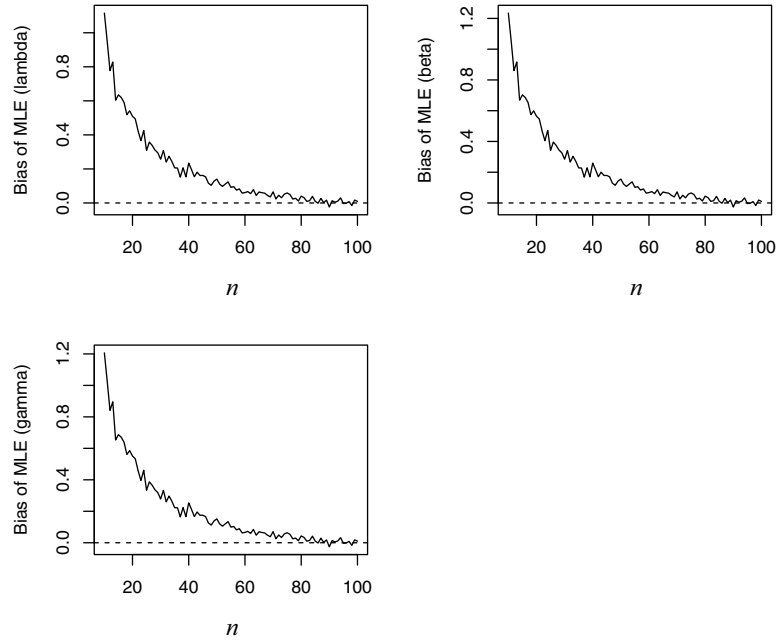 Bias of MLE (lambda)
0.0 0.4 0.8
20 40 60 80 100
n
Bias of MLE (beta)
0.0 0.4 0.8 1.2
20 40 60 80 100
n
Bias of MLE (gamma)
0.0 0.4 0.8 1.2
20 40 60 80 100
n